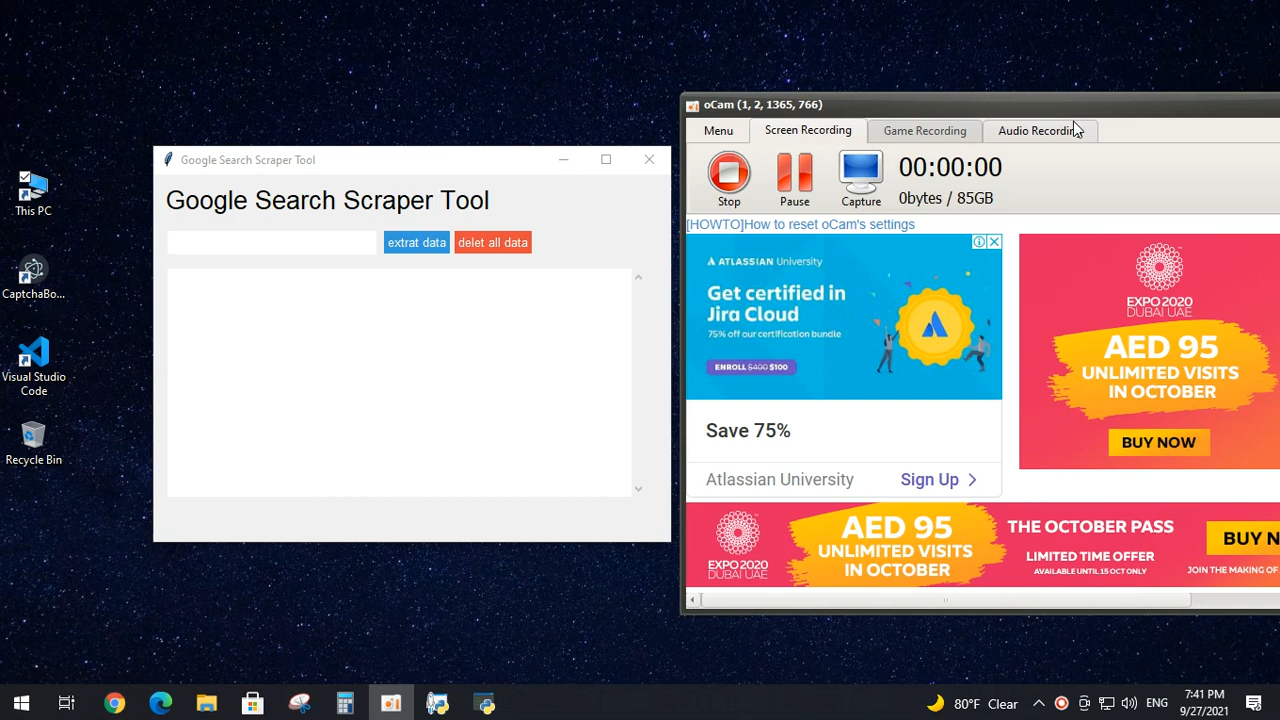 This PC
CaptchaBo...
Visual Studio
Code
Recycle Bin
Google Search Scraper Tool
Google Search Scraper Tool
extrat data
delet all data
oCam (1, 2, 1365, 766)
Menu
Screen Recording
Game Recording
Audio Recording
Stop
Pause
Capture
00:00:00
0bytes / 85GB
[HOWTO]How to reset oCam's settings
ATLASSIAN University
Get certified in
Jira Cloud
75% off our certification bundle
ENROLL $400 $100
Save 75%
Atlassian University
Sign Up
EXPO 2020
DUBAI UAE
AED 95
UNLIMITED VISITS
IN OCTOBER
BUY NOW
EXPO 2020
DUBAI UAE
AED 95
UNLIMITED VISITS
IN OCTOBER
THE OCTOBER PASS
LIMITED TIME OFFER
AVAILABLE UNTIL 15 OCT ONLY
BUY N
JOIN THE MAKING OF
80°F Clear
ENG
7:41 PM
9/27/2021